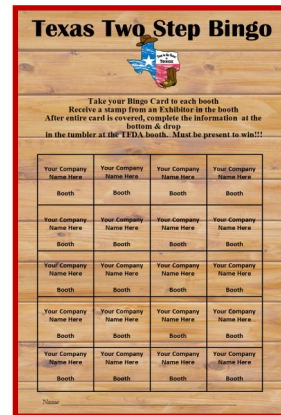 Texas Two Step Bingo
Take your Bingo Card to each booth
Receive a stamp from an Exhibitor in the booth
After entire card is covered, complete the information at the
bottom & drop
in the tumbler at the TFDA booth. Must be present to win!!!
Your Company Your Company Your Company Your Company
Name Here Name Here Name Here Name Here
Booth Booth Booth Booth
Your Company Your Company Your Company Your Company
Name Here Name Here Name Here Name Here
Booth Booth Booth Booth
Your Company Your Company Your Company Your Company
Name Here Name Here Name Here Name Here
Booth Booth Booth Booth
Your Company Your Company Your Company Your Company
Name Here Name Here Name Here Name Here
Booth Booth Booth Booth
Your Company Your Company Your Company Your Company
Name Here Name Here Name Here Name Here
Booth Booth Booth Booth
Name